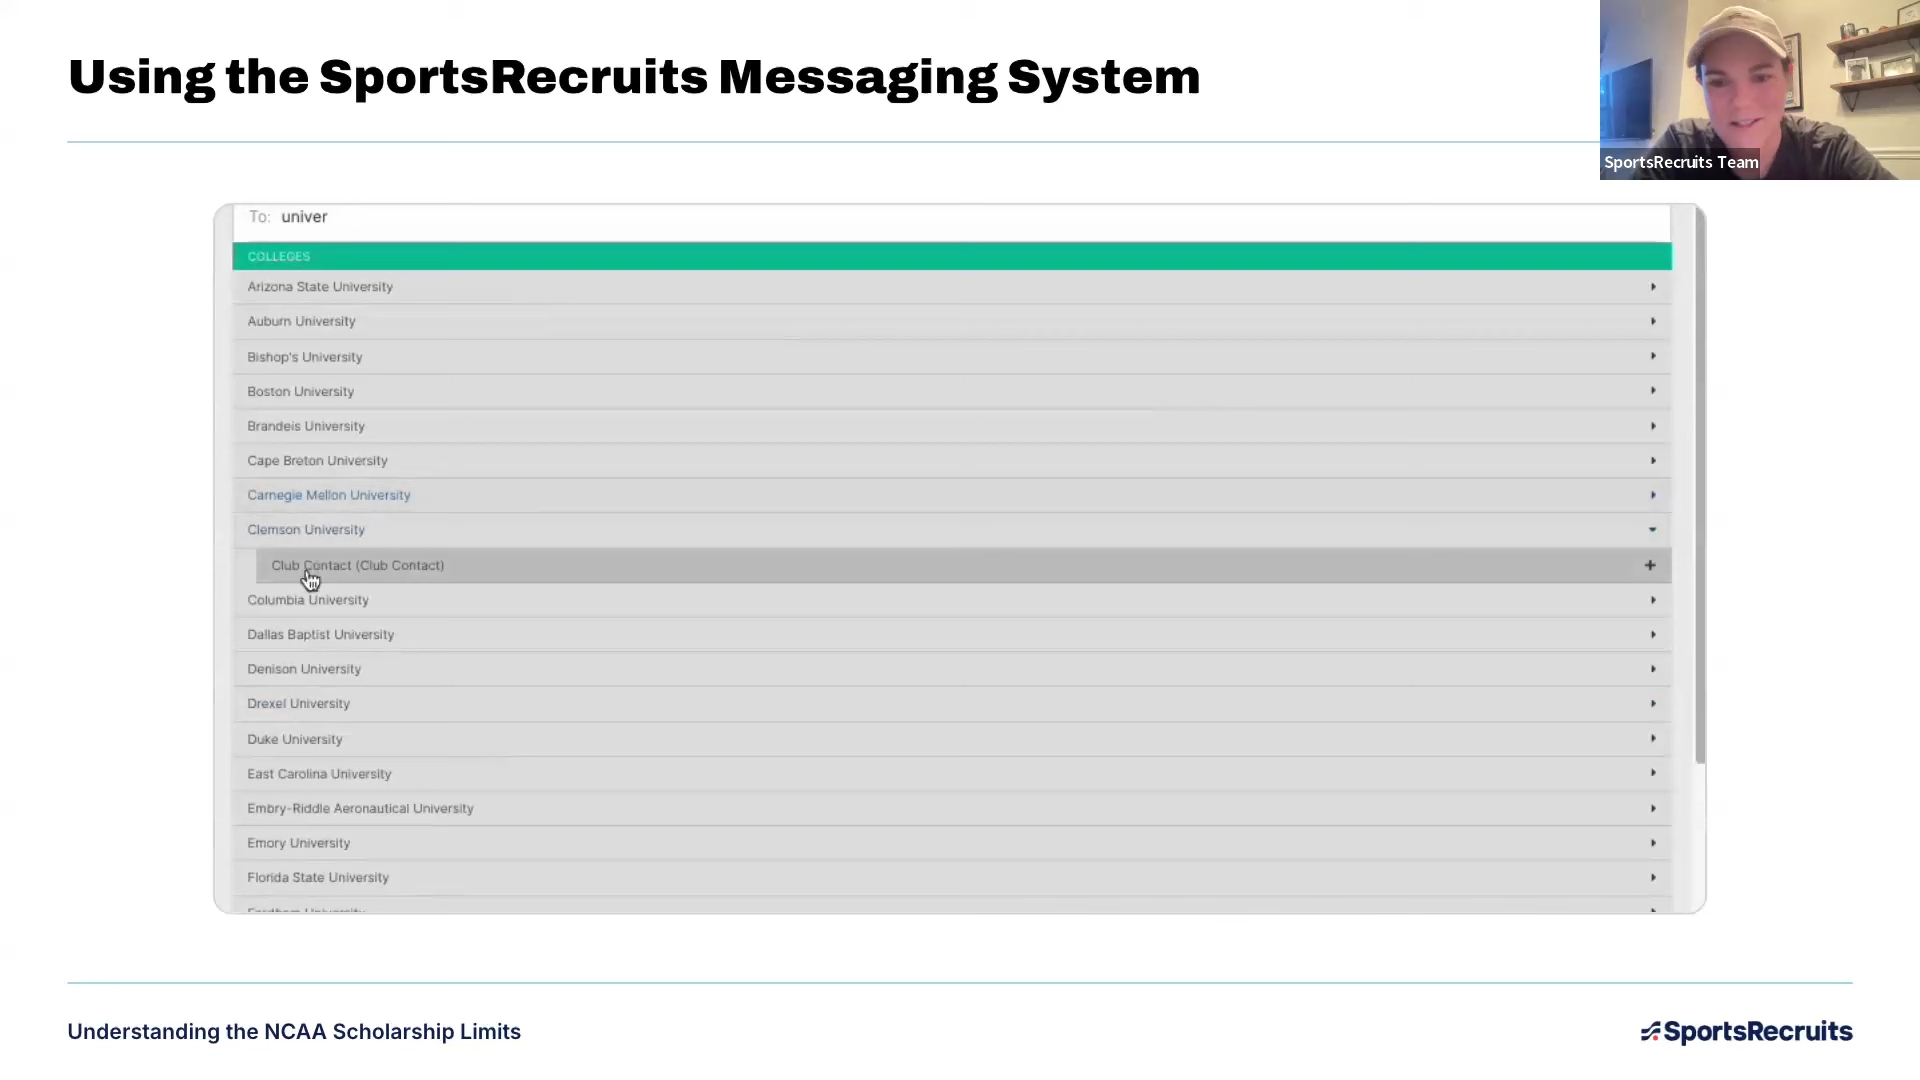 Using the SportsRecruits Messaging System
SportsRecruits Team
To: univer
COLLEGES
Arizona State University
Auburn University
Bishop's University
Boston University
Brandeis University
Cape Breton University
Carnegie Mellon University
Clemson University
Club Contact (Club Contact)
Columbia University
Dallas Baptist University
Denison University
Drexel University
Duke University
East Carolina University
Embry-Riddle Aeronautical University
Emory University
Florida State University
Understanding the NCAA Scholarship Limits
SportsRecruits